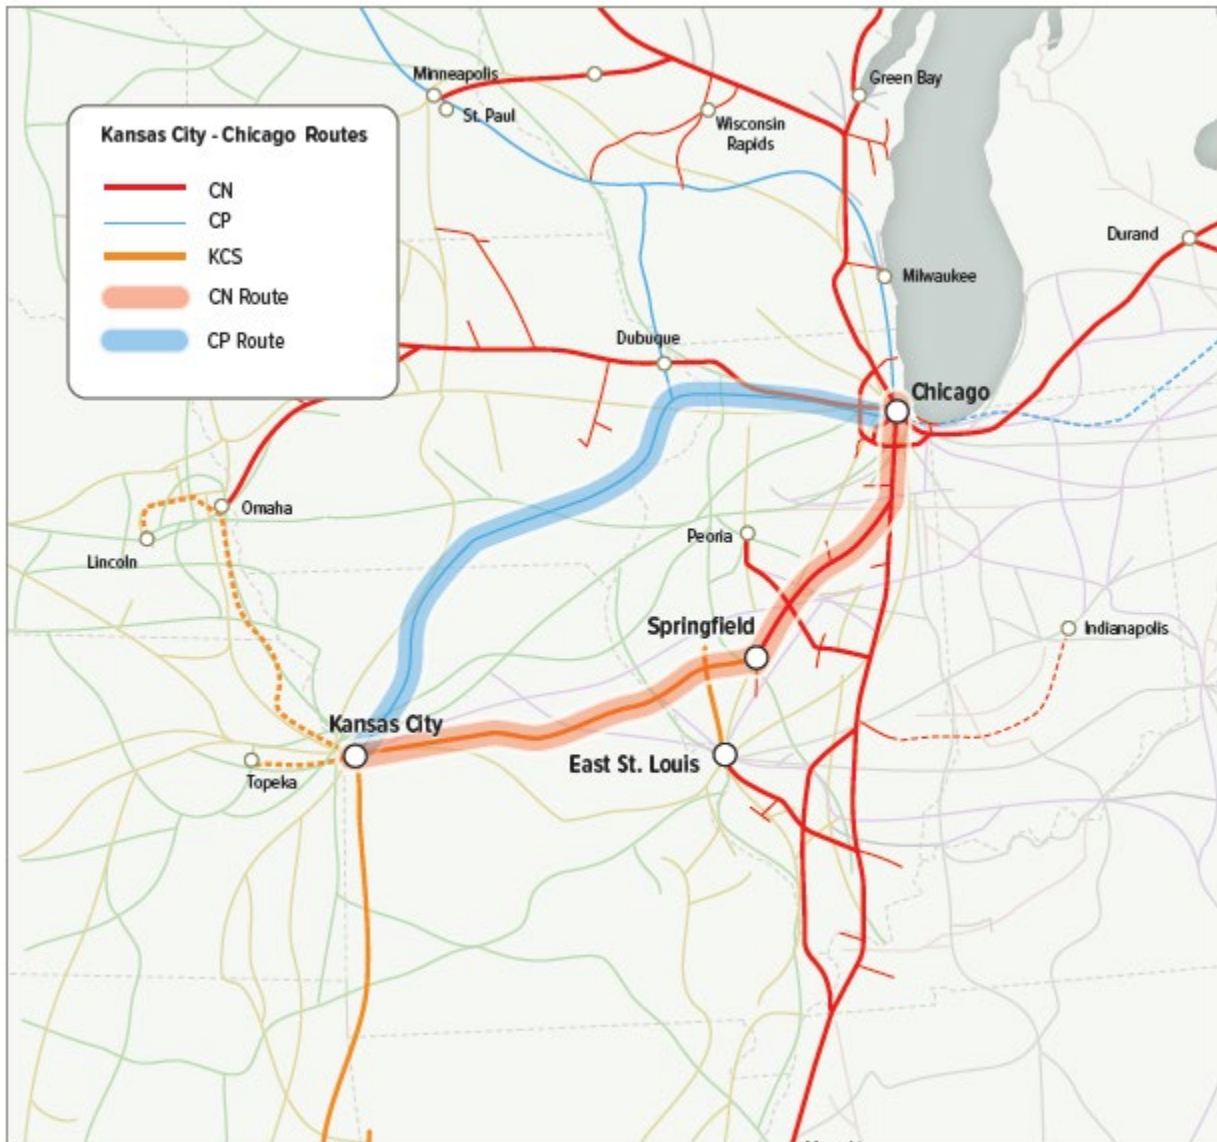 Minneapolis
St. Paul
Green Bay
Wisconsin
Rapids
Kansas City - Chicago Routes
CN
CP
KCS
CN Route
CP Route
Durand
Milwaukee
Dubuque
Chicago
Omaha
Lincoln
Peoria
Springfield
Indianapolis
Kansas City
East St. Louis
Topeka